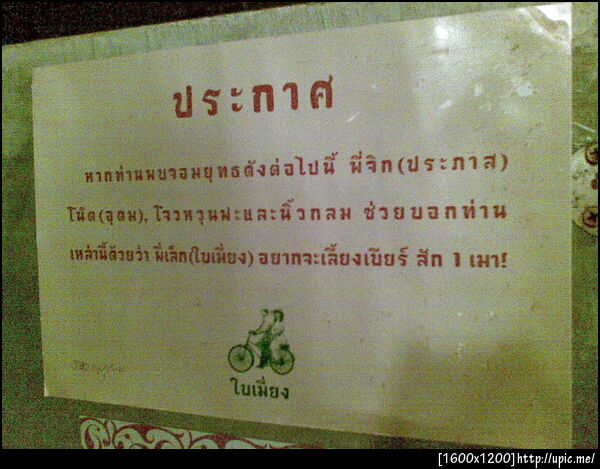 ประกาศ
หากท่านพบจอมยุทธดังต่อไปนี้ พี่จิก(ประภาส)
โน้ต(อุดม), โจวหวุนฟะและนิ้วกลม ช่วยบอกท่าน
เหล่านี้ด้วยว่า พี่เล็ก(ใบเมี่ยง) อยากจะเลี้ยงเบียร์ สัก 1 เมา!
ใบเมี่ยง
[1600x1200]http://upic.me/